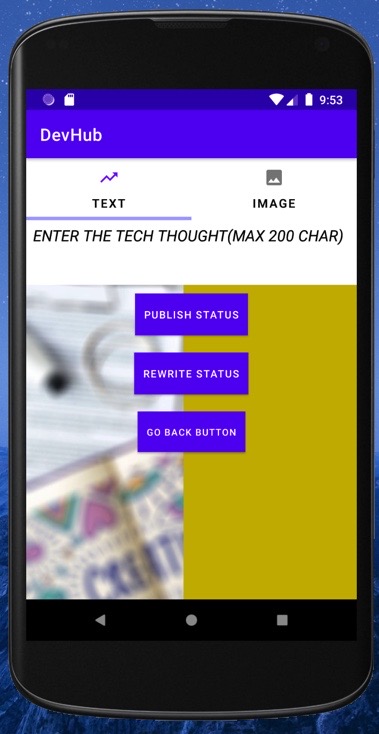 9:53
DevHub
TEXT
IMAGE
ENTER THE TECH THOUGHT(MAX 200 CHAR)
PUBLISH STATUS
REWRITE STATUS
GO BACK BUTTON